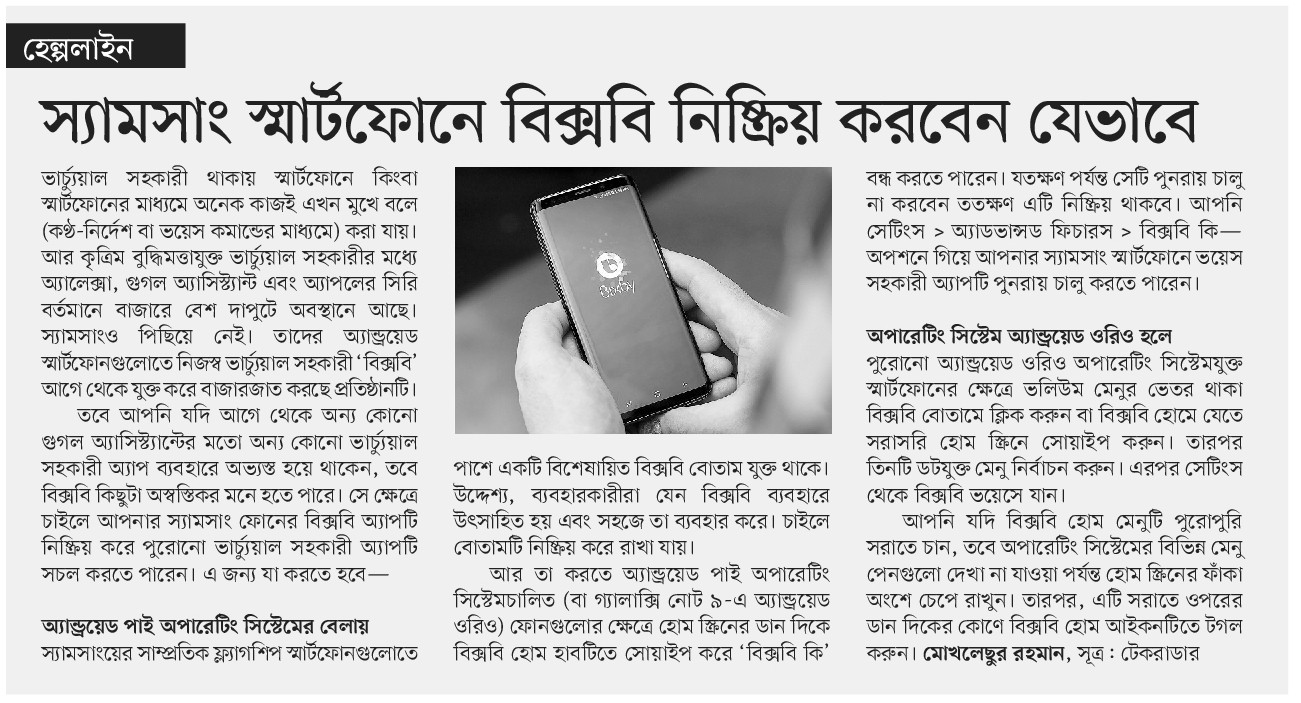 হেল্পলাইন
স্যামসাং স্মার্টফোনে বিক্সবি নিষ্ক্রিয় করবেন যেভাবে
ভার্চ্যুয়াল সহকারী থাকায় স্মার্টফোনে কিংবা
স্মার্টফোনের মাধ্যমে অনেক কাজই এখন মুখে বলে
(কণ্ঠ-নির্দেশ বা ভয়েস কমান্ডের মাধ্যমে) করা যায়।
আর কৃত্রিম বুদ্ধিমত্তাযুক্ত ভার্চ্যুয়াল সহকারীর মধ্যে
অ্যালেক্সা, গুগল অ্যাসিস্ট্যান্ট এবং অ্যাপলের সিরি
বর্তমানে বাজারে বেশ দাপুটে অবস্থানে আছে।
স্যামসাংও পিছিয়ে নেই। তাদের অ্যান্ড্রয়েড
স্মার্টফোনগুলোতে নিজস্ব ভার্চ্যুয়াল সহকারী ‘বিক্সবি’
আগে থেকে যুক্ত করে বাজারজাত করছে প্রতিষ্ঠানটি।
তবে আপনি যদি আগে থেকে অন্য কোনো
গুগল অ্যাসিস্ট্যান্টের মতো অন্য কোনো ভার্চ্যুয়াল
সহকারী অ্যাপ ব্যবহারে অভ্যস্ত হয়ে থাকেন, তবে
বিক্সবি কিছুটা অস্বস্তিকর মনে হতে পারে। সে ক্ষেত্রে
চাইলে আপনার স্যামসাং ফোনের বিক্সবি অ্যাপটি
নিষ্ক্রিয় করে পুরোনো ভার্চ্যুয়াল সহকারী অ্যাপটি
সচল করতে পারেন। এ জন্য যা করতে হবে—
অ্যান্ড্রয়েড পাই অপারেটিং সিস্টেমের বেলায়
স্যামসাংয়ের সাম্প্রতিক ফ্ল্যাগশিপ স্মার্টফোনগুলোতে
Bixby
পাশে একটি বিশেষায়িত বিক্সবি বোতাম যুক্ত থাকে।
উদ্দেশ্য, ব্যবহারকারীরা যেন বিক্সবি ব্যবহারে
উৎসাহিত হয় এবং সহজে তা ব্যবহার করে। চাইলে
বোতামটি নিষ্ক্রিয় করে রাখা যায়।
আর তা করতে অ্যান্ড্রয়েড পাই অপারেটিং
সিস্টেমচালিত (বা গ্যালাক্সি নোট ৯-এ অ্যান্ড্রয়েড
ওরিও) ফোনগুলোর ক্ষেত্রে হোম স্ক্রিনের ডান দিকে
বিক্সবি হোম হাবটিতে সোয়াইপ করে ‘বিক্সবি কি’
বন্ধ করতে পারেন। যতক্ষণ পর্যন্ত সেটি পুনরায় চালু
না করবেন ততক্ষণ এটি নিষ্ক্রিয় থাকবে। আপনি
সেটিংস > অ্যাডভান্সড ফিচারস > বিক্সবি কি—
অপশনে গিয়ে আপনার স্যামসাং স্মার্টফোনে ভয়েস
সহকারী অ্যাপটি পুনরায় চালু করতে পারেন।
অপারেটিং সিস্টেম অ্যান্ড্রয়েড ওরিও হলে
পুরোনো অ্যান্ড্রয়েড ওরিও অপারেটিং সিস্টেমযুক্ত
স্মার্টফোনের ক্ষেত্রে ভলিউম মেনুর ভেতর থাকা
বিক্সবি বোতামে ক্লিক করুন বা বিক্সবি হোমে যেতে
সরাসরি হোম স্ক্রিনে সোয়াইপ করুন। তারপর
তিনটি ডটযুক্ত মেনু নির্বাচন করুন। এরপর সেটিংস
থেকে বিক্সবি ভয়েসে যান।
আপনি যদি বিক্সবি হোম মেনুটি পুরোপুরি
সরাতে চান, তবে অপারেটিং সিস্টেমের বিভিন্ন মেনু
পেনগুলো দেখা না যাওয়া পর্যন্ত হোম স্ক্রিনের ফাঁকা
অংশে চেপে রাখুন। তারপর, এটি সরাতে ওপরের
ডান দিকের কোণে বিক্সবি হোম আইকনটিতে টগল
করুন। মোখলেছুর রহমান, সূত্র : টেকরাডার